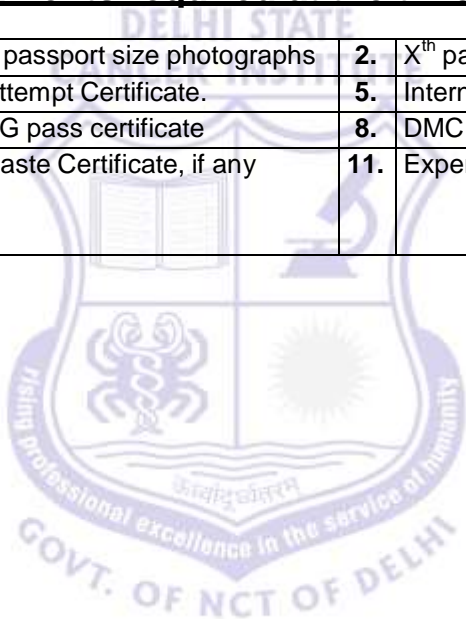 DELHI STATE
CANCER INSTITUTE
passport size photographs 2. Xth pa
ttempt Certificate. 5. Intern
G pass certificate 8. DMC
aste Certificate, if any 11. Exper
rising professional excellence in the service of humanity
GOVT. OF NCT OF DELHI